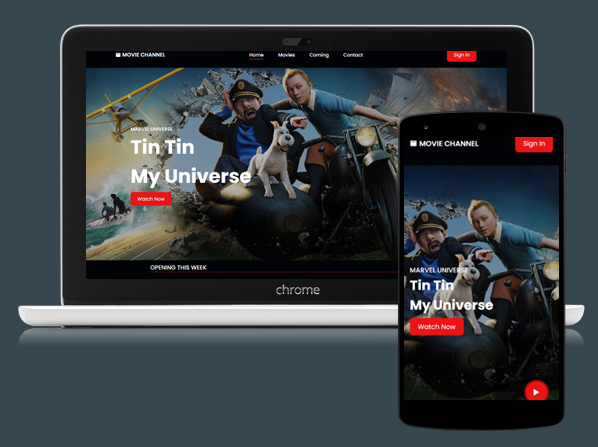 MOVIE CHANNEL
Home Movies Coming Contact
Sign In
MARVEL UNIVERSE
Tin Tin
My Universe
Watch Now
OPENING THIS WEEK
chrome
MOVIE CHANNEL
Sign In
MARVEL UNIVERSE
Tin Tin
My Universe
Watch Now